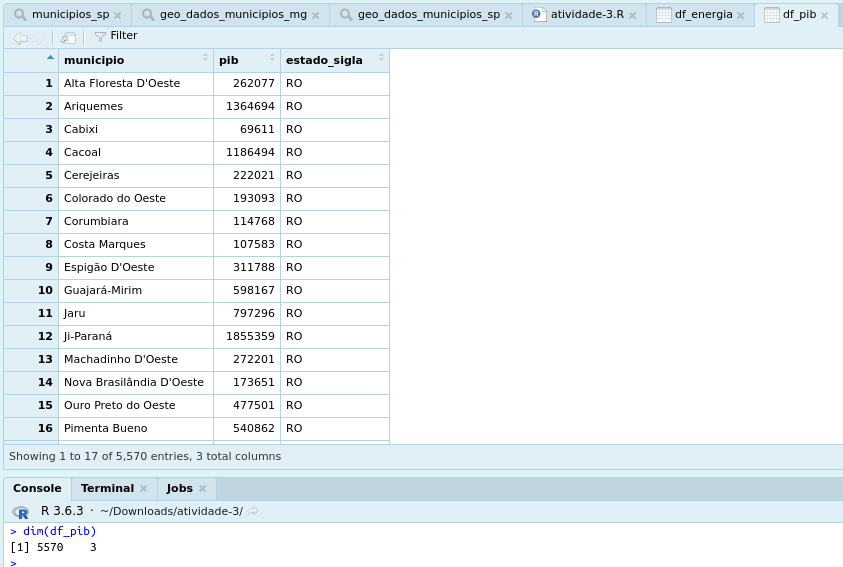 municipios_sp × geo_dados_municipios_mg × geo_dados_municipios_sp × atividade-3.R × df_energia × df_pib ×
Filter
municipio pib estado_sigla
1 Alta Floresta D'Oeste 262077 RO
2 Ariquemes 1364694 RO
3 Cabixi 69611 RO
4 Cacoal 1186494 RO
5 Cerejeiras 222021 RO
6 Colorado do Oeste 193093 RO
7 Corumbiara 114768 RO
8 Costa Marques 107583 RO
9 Espigão D'Oeste 311788 RO
10 Guajará-Mirim 598167 RO
11 Jaru 797296 RO
12 Ji-Paraná 1855359 RO
13 Machadinho D'Oeste 272201 RO
14 Nova Brasilândia D'Oeste 173651 RO
15 Ouro Preto do Oeste 477501 RO
16 Pimenta Bueno 540862 RO
Showing 1 to 17 of 5,570 entries, 3 total columns
Console Terminal × Jobs ×
R R 3.6.3 · ~/Downloads/atividade-3/
> dim(df_pib)
[1] 5570 3
>